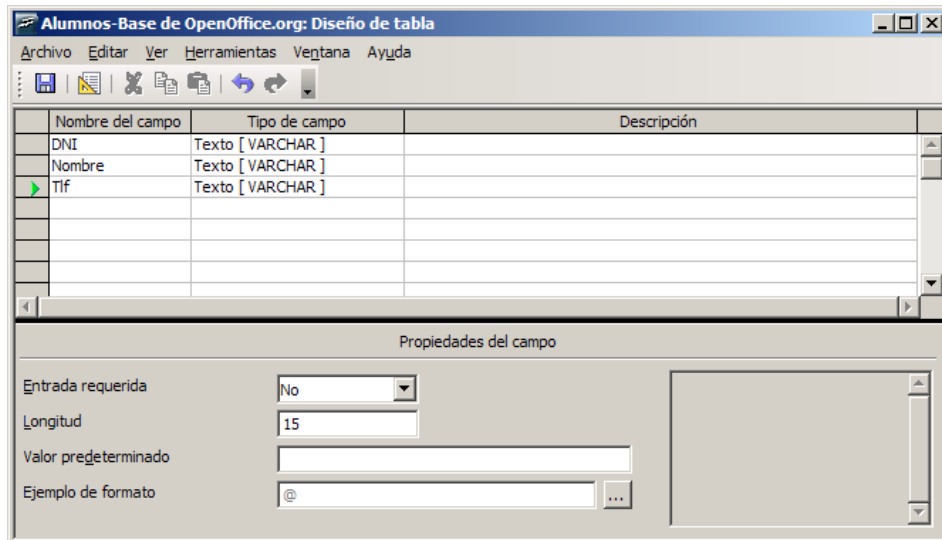 Alumnos-Base de OpenOffice.org: Diseño de tabla
Archivo Editar Ver Herramientas Ventana Ayuda
Nombre del campo Tipo de campo Descripción
DNI Texto [ VARCHAR ]
Nombre Texto [ VARCHAR ]
Tlf Texto [ VARCHAR ]
Propiedades del campo
Entrada requerida No
Longitud 15
Valor predeterminado
Ejemplo de formato @ ...